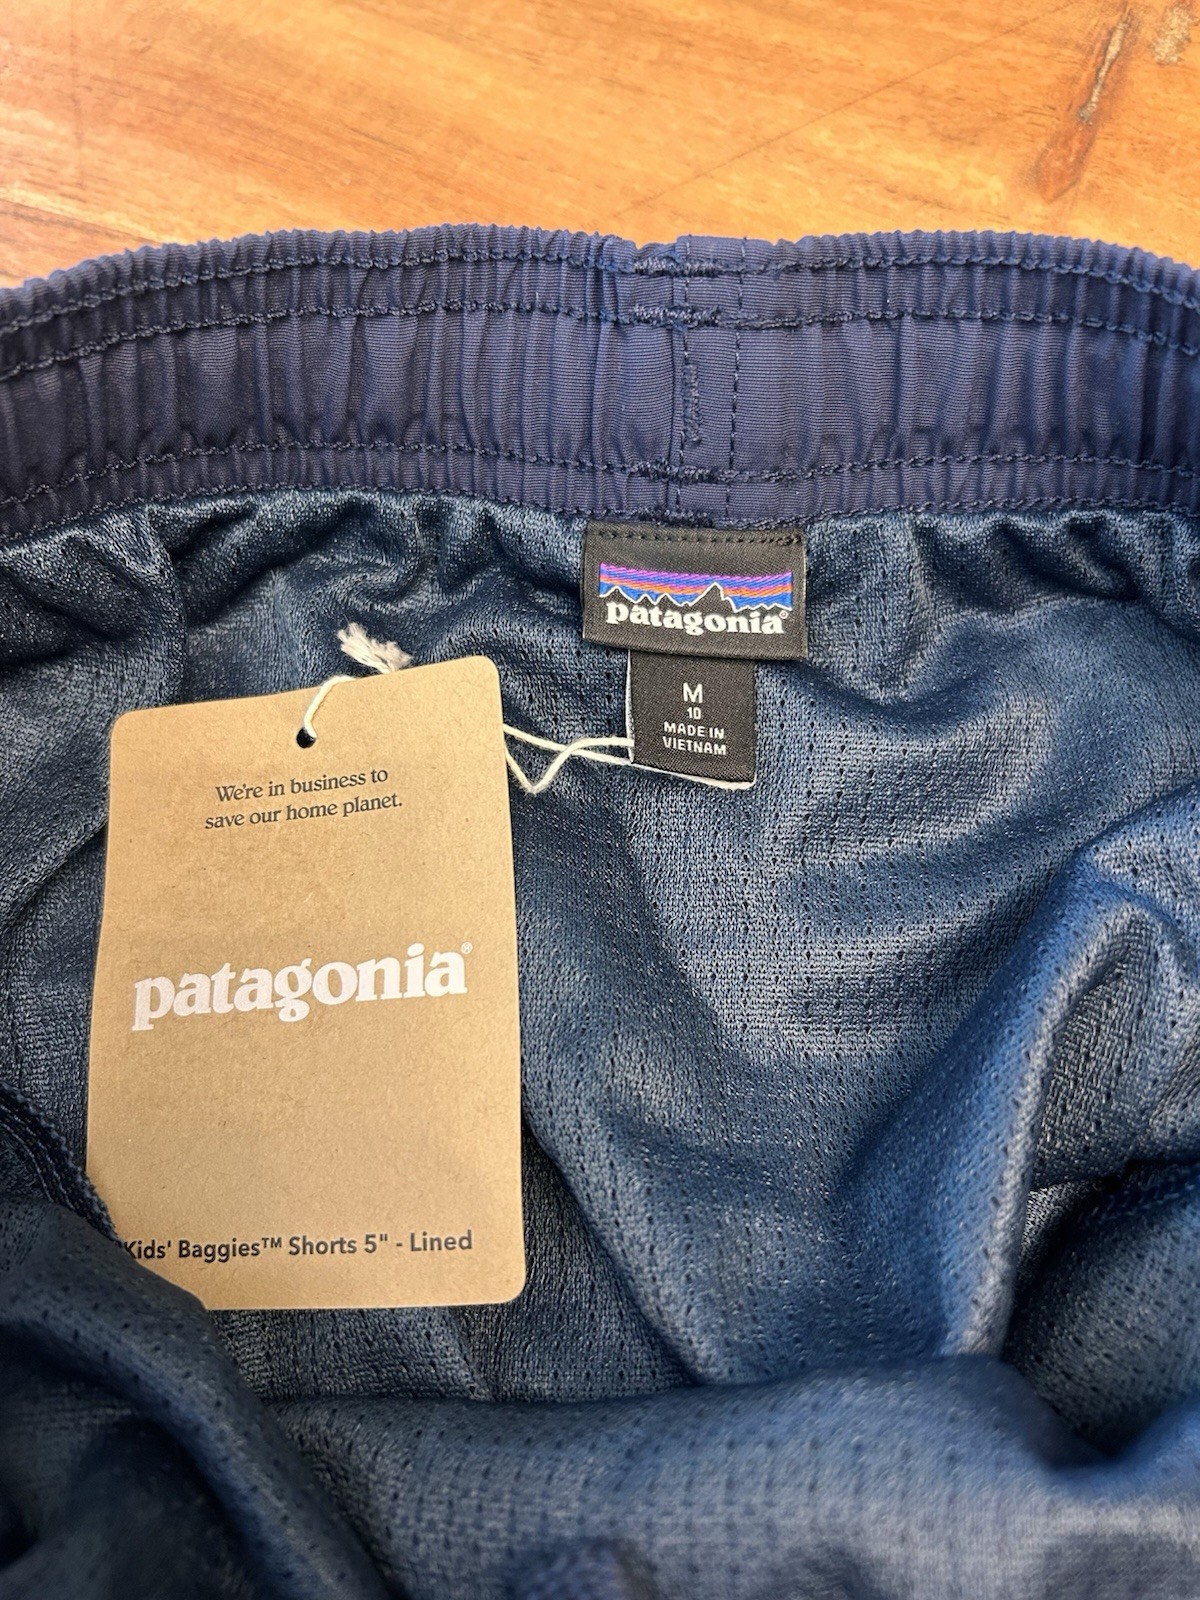 patagonia®
M
10
MADE IN
VIETNAM
We're in business to
save our home planet.
patagonia®
Kids' Baggies™ Shorts 5" - Lined